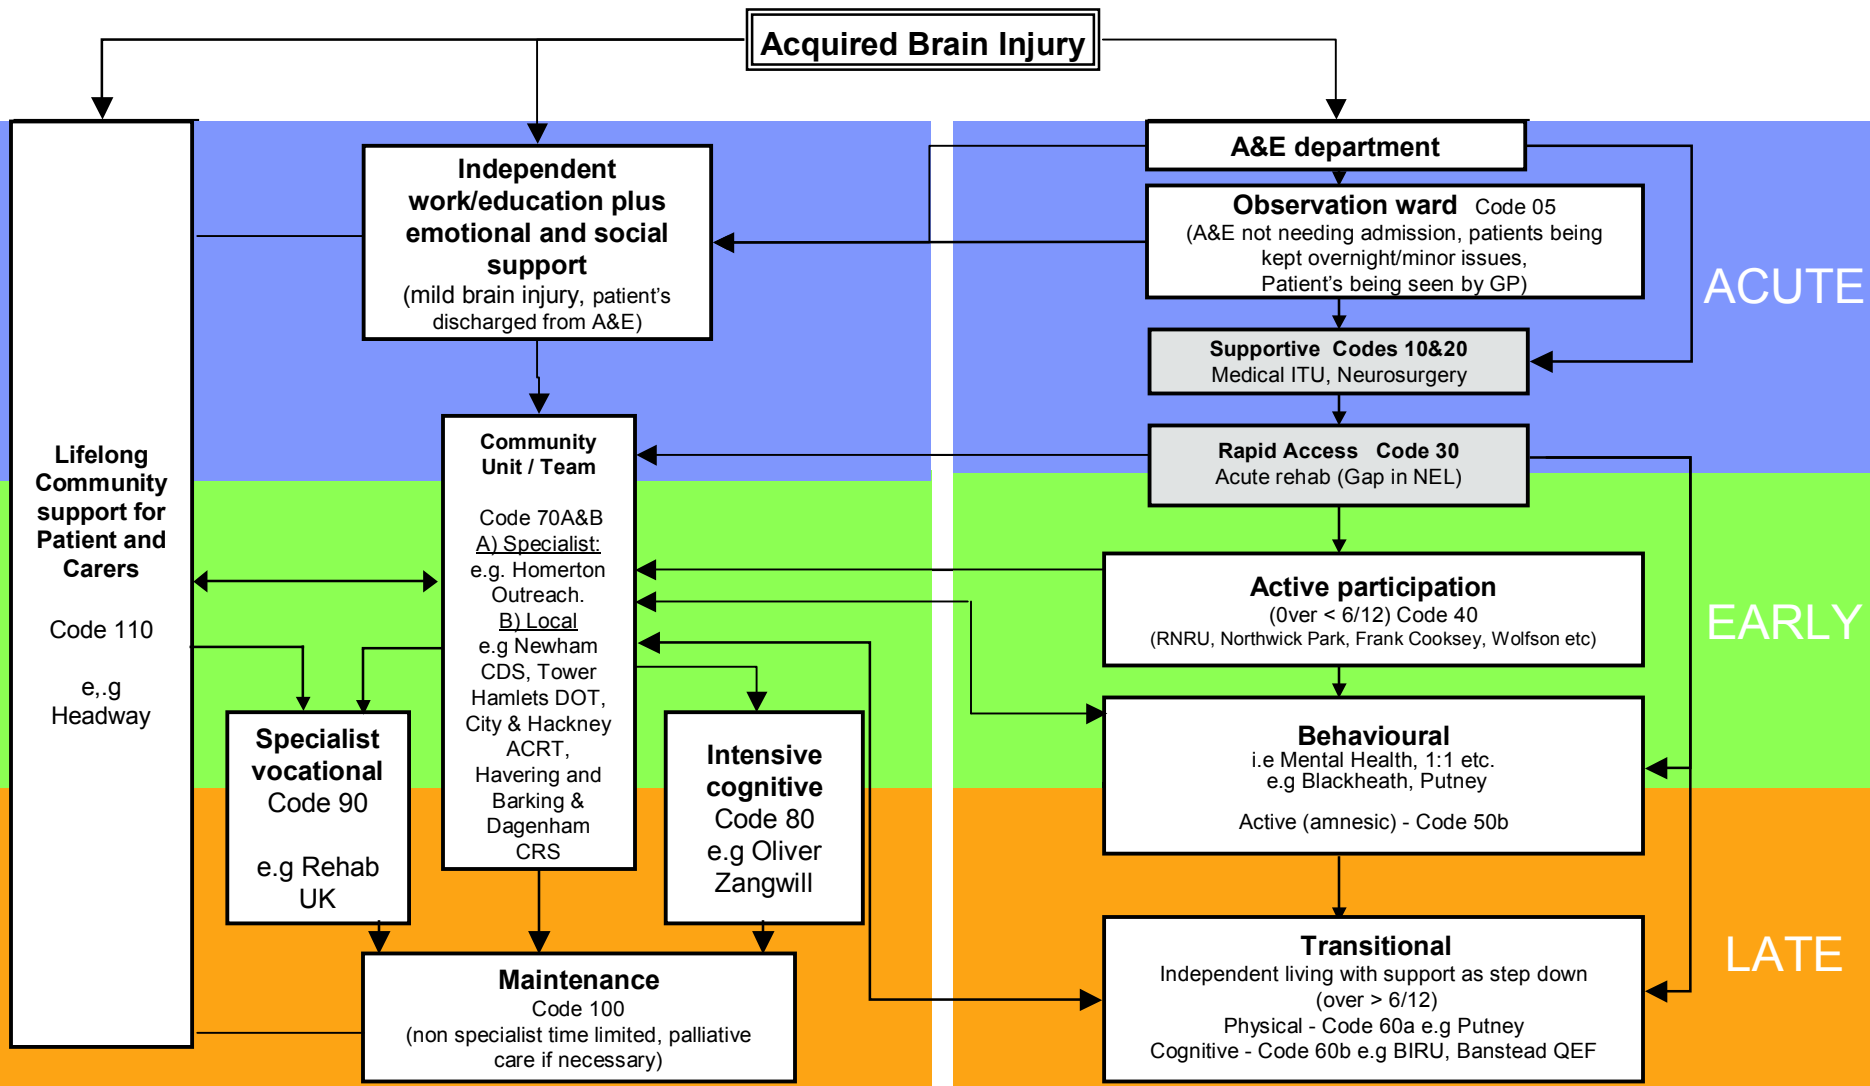 Acquired Brain Injury
Lifelong
Community
support for
Patient and
Carers
Code 110
e,.g
Headway
Independent
work/education plus
emotional and social
support
(mild brain injury, patient's
discharged from A&E)
Community
Unit / Team
Code 70A&B
A) Specialist:
e.g. Homerton
Outreach.
B) Local
e.g Newham
CDS, Tower
Hamlets DOT,
City & Hackney
ACRT,
Havering and
Barking &
Dagenham
CRS
Specialist
vocational
Code 90
e.g Rehab
UK
Intensive
cognitive
Code 80
e.g Oliver
Zangwill
Maintenance
Code 100
(non specialist time limited, palliative
care if necessary)
A&E department
Observation ward Code 05
(A&E not needing admission, patients being
kept overnight/minor issues,
Patient's being seen by GP)
Supportive Codes 10&20
Medical ITU, Neurosurgery
Rapid Access Code 30
Acute rehab (Gap in NEL)
Active participation
(0ver < 6/12) Code 40
(RNRU, Northwick Park, Frank Cooksey, Wolfson etc)
Behavioural
i.e Mental Health, 1:1 etc.
e.g Blackheath, Putney
Active (amnesic) - Code 50b
Transitional
Independent living with support as step down
(over > 6/12)
Physical - Code 60a e.g Putney
Cognitive - Code 60b e.g BIRU, Banstead QEF
ACUTE
EARLY
LATE